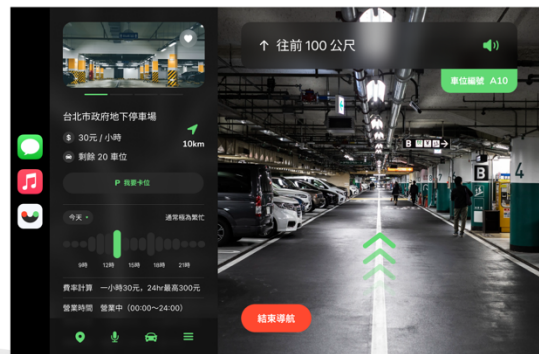 往前 100 公尺
車位編號 A10
台北市政府地下停車場
$ 30元 / 小時
剩餘 20 車位
10km
P 我要卡位
今天
通常極為繁忙
9時 12時 15時 18時 21時
費率計算 一小時30元，24hr最高300元
營業時間 營業中（00:00～24:00）
B
B
4
結束導航